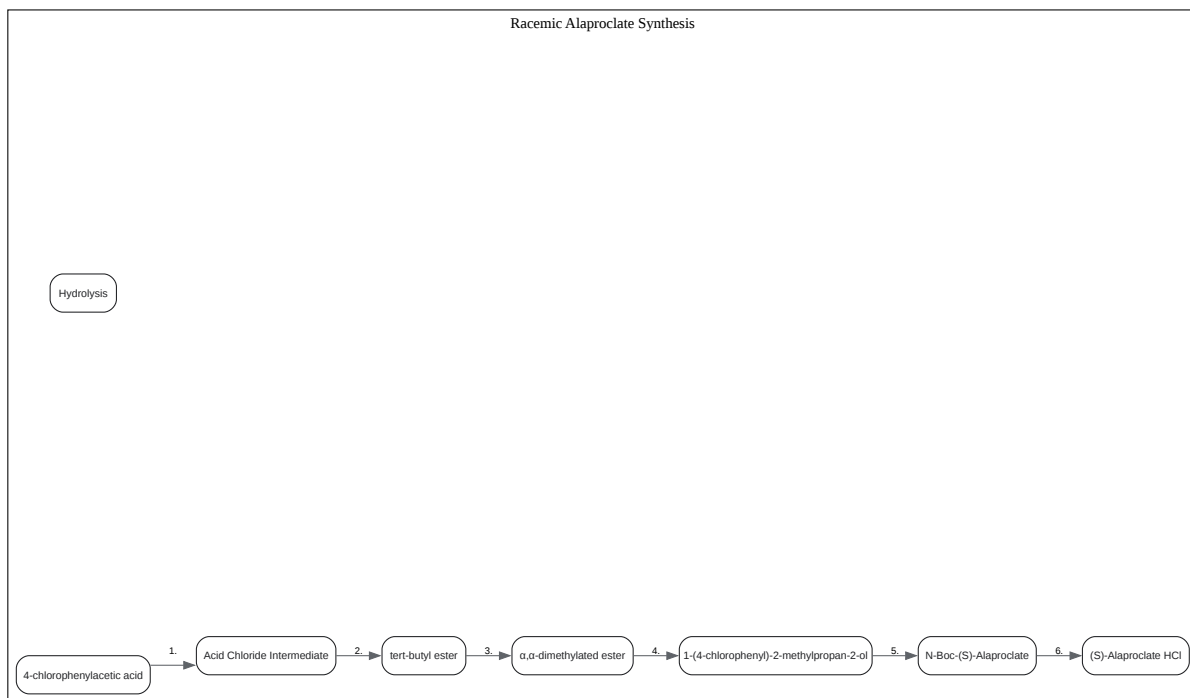 Racemic Alaproclate Synthesis
Hydrolysis
1.
2.
3.
4.
5.
6.
4-chlorophenylacetic acid
Acid Chloride Intermediate
tert-butyl ester
α,α-dimethylated ester
1-(4-chlorophenyl)-2-methylpropan-2-ol
N-Boc-(S)-Alaproclate
(S)-Alaproclate HCl